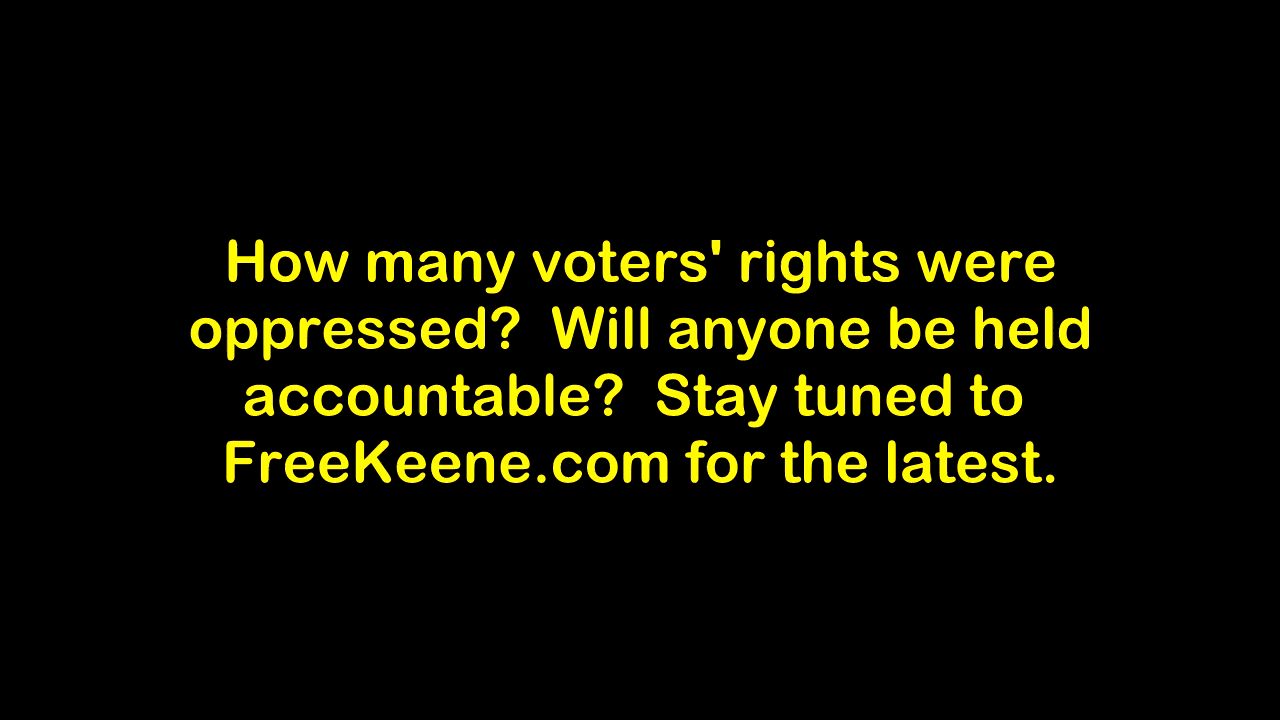 How many voters' rights were
oppressed?  Will anyone be held
accountable?  Stay tuned to
FreeKeene.com for the latest.